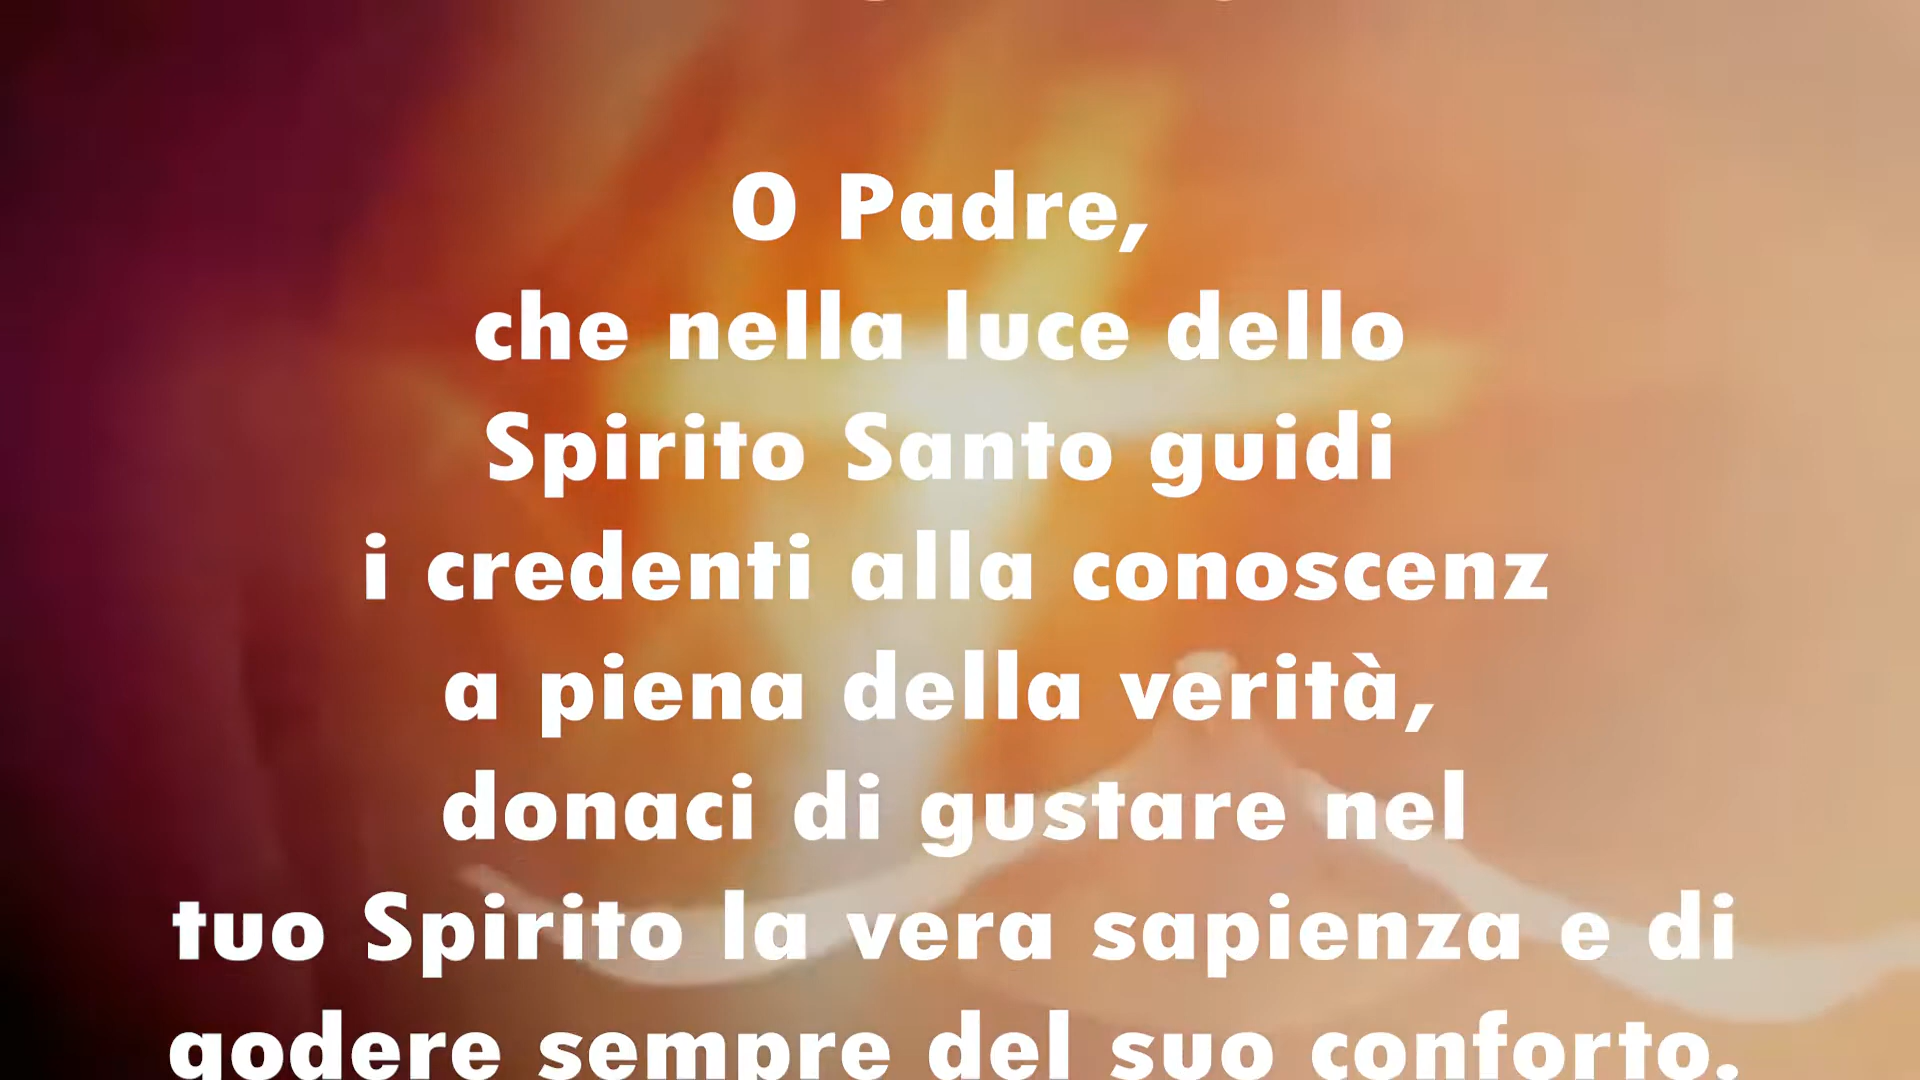 O Padre,
che nella luce dello
Spirito Santo guidi
i credenti alla conoscenz
a piena della verità,
donaci di gustare nel
tuo Spirito la vera sapienza e di
godere sempre del suo conforto.